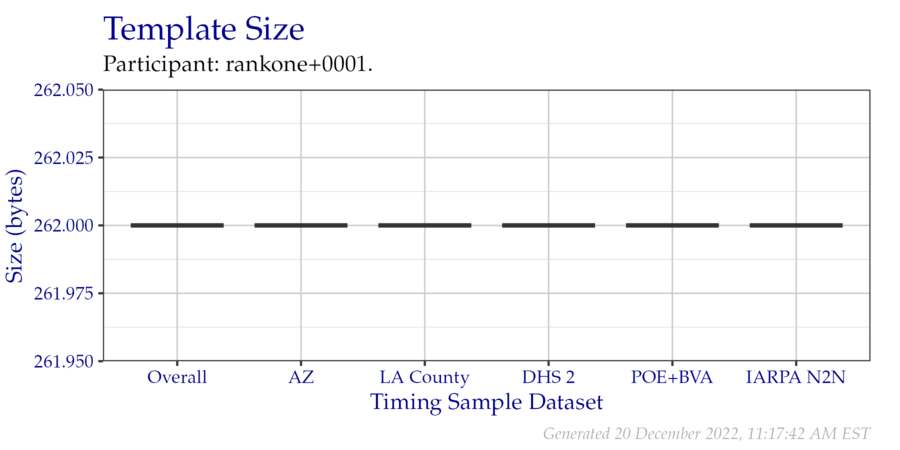 Template Size
Participant: rankone+0001.
262.050
262.025
262.000
261.975
261.950
Size (bytes)
Overall AZ LA County DHS 2 POE+BVA IARPA N2N
Timing Sample Dataset
Generated 20 December 2022, 11:17:42 AM EST